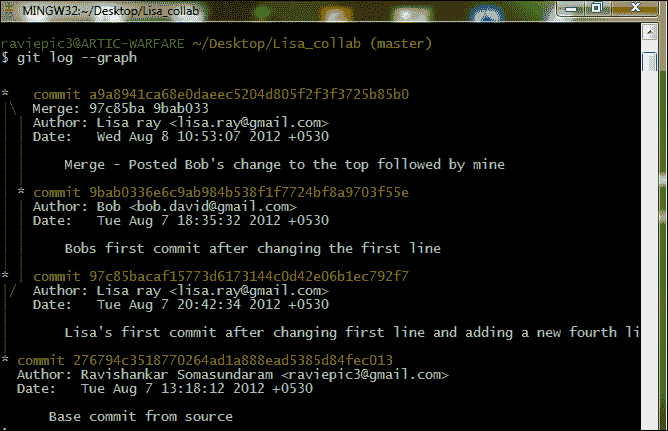 MINGW32:~/Desktop/Lisa_collab
raviepic3@ARTIC-WARFARE ~/Desktop/Lisa_collab (master)
$ git log --graph
*   commit a9a8941ca68e0daeec5204d805f2f3f3725b85b0
|\  Merge: 97c85ba 9bab033
| | Author: Lisa ray <lisa.ray@gmail.com>
| | Date:   Wed Aug 8 10:53:07 2012 +0530
| |
| |     Merge - Posted Bob's change to the top followed by mine
| |
| * commit 9bab0336e6c9ab984b538f1f7724bf8a9703f55e
| | Author: Bob <bob.david@gmail.com>
| | Date:   Tue Aug 7 18:35:32 2012 +0530
| |
| |     Bobs first commit after changing the first line
| |
* | commit 97c85bacaf15773d6173144c0d42e06b1ec792f7
|/  Author: Lisa ray <lisa.ray@gmail.com>
|   Date:   Tue Aug 7 20:42:34 2012 +0530
|
|       Lisa's first commit after changing first line and adding a new fourth li
|
* commit 276794c3518770264ad1a888ead5385d84fec013
  Author: Ravishankar Somasundaram <raviepic3@gmail.com>
  Date:   Tue Aug 7 13:18:12 2012 +0530
      Base commit from source
: